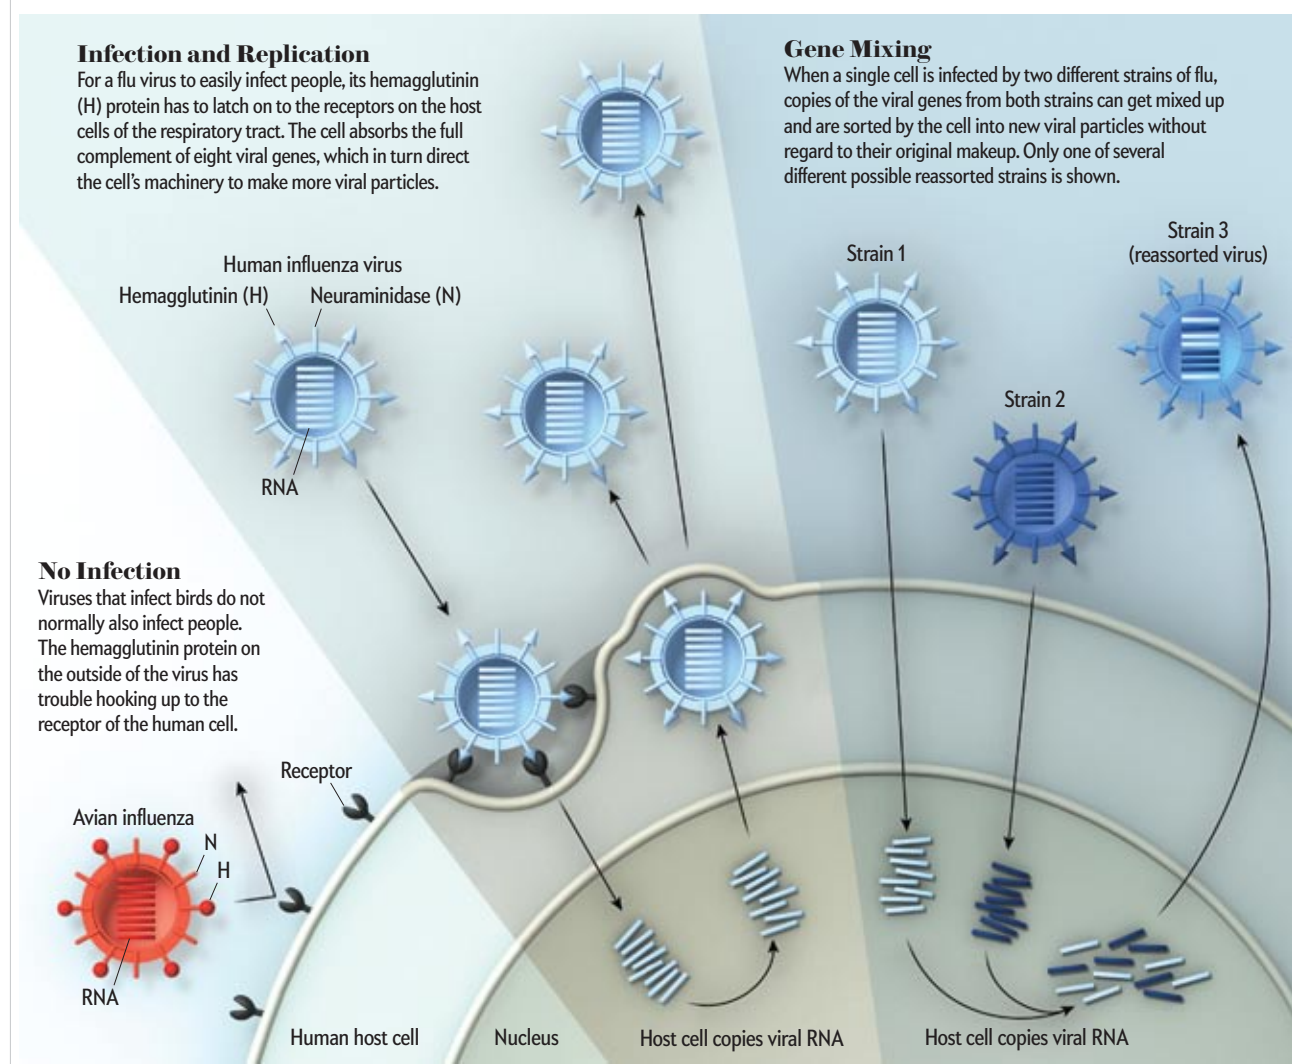 Infection and Replication
For a flu virus to easily infect people, its hemagglutinin
(H) protein has to latch on to the receptors on the host
cells of the respiratory tract. The cell absorbs the full
complement of eight viral genes, which in turn direct
the cell's machinery to make more viral particles.
Gene Mixing
When a single cell is infected by two different strains of flu,
copies of the viral genes from both strains can get mixed up
and are sorted by the cell into new viral particles without
regard to their original makeup. Only one of several
different possible reassorted strains is shown.
Human influenza virus
Hemagglutinin (H)
Neuraminidase (N)
RNA
Strain 1
Strain 2
Strain 3
(reassorted virus)
No Infection
Viruses that infect birds do not
normally also infect people.
The hemagglutinin protein on
the outside of the virus has
trouble hooking up to the
receptor of the human cell.
Receptor
Avian influenza
N
H
RNA
Human host cell
Nucleus
Host cell copies viral RNA
Host cell copies viral RNA